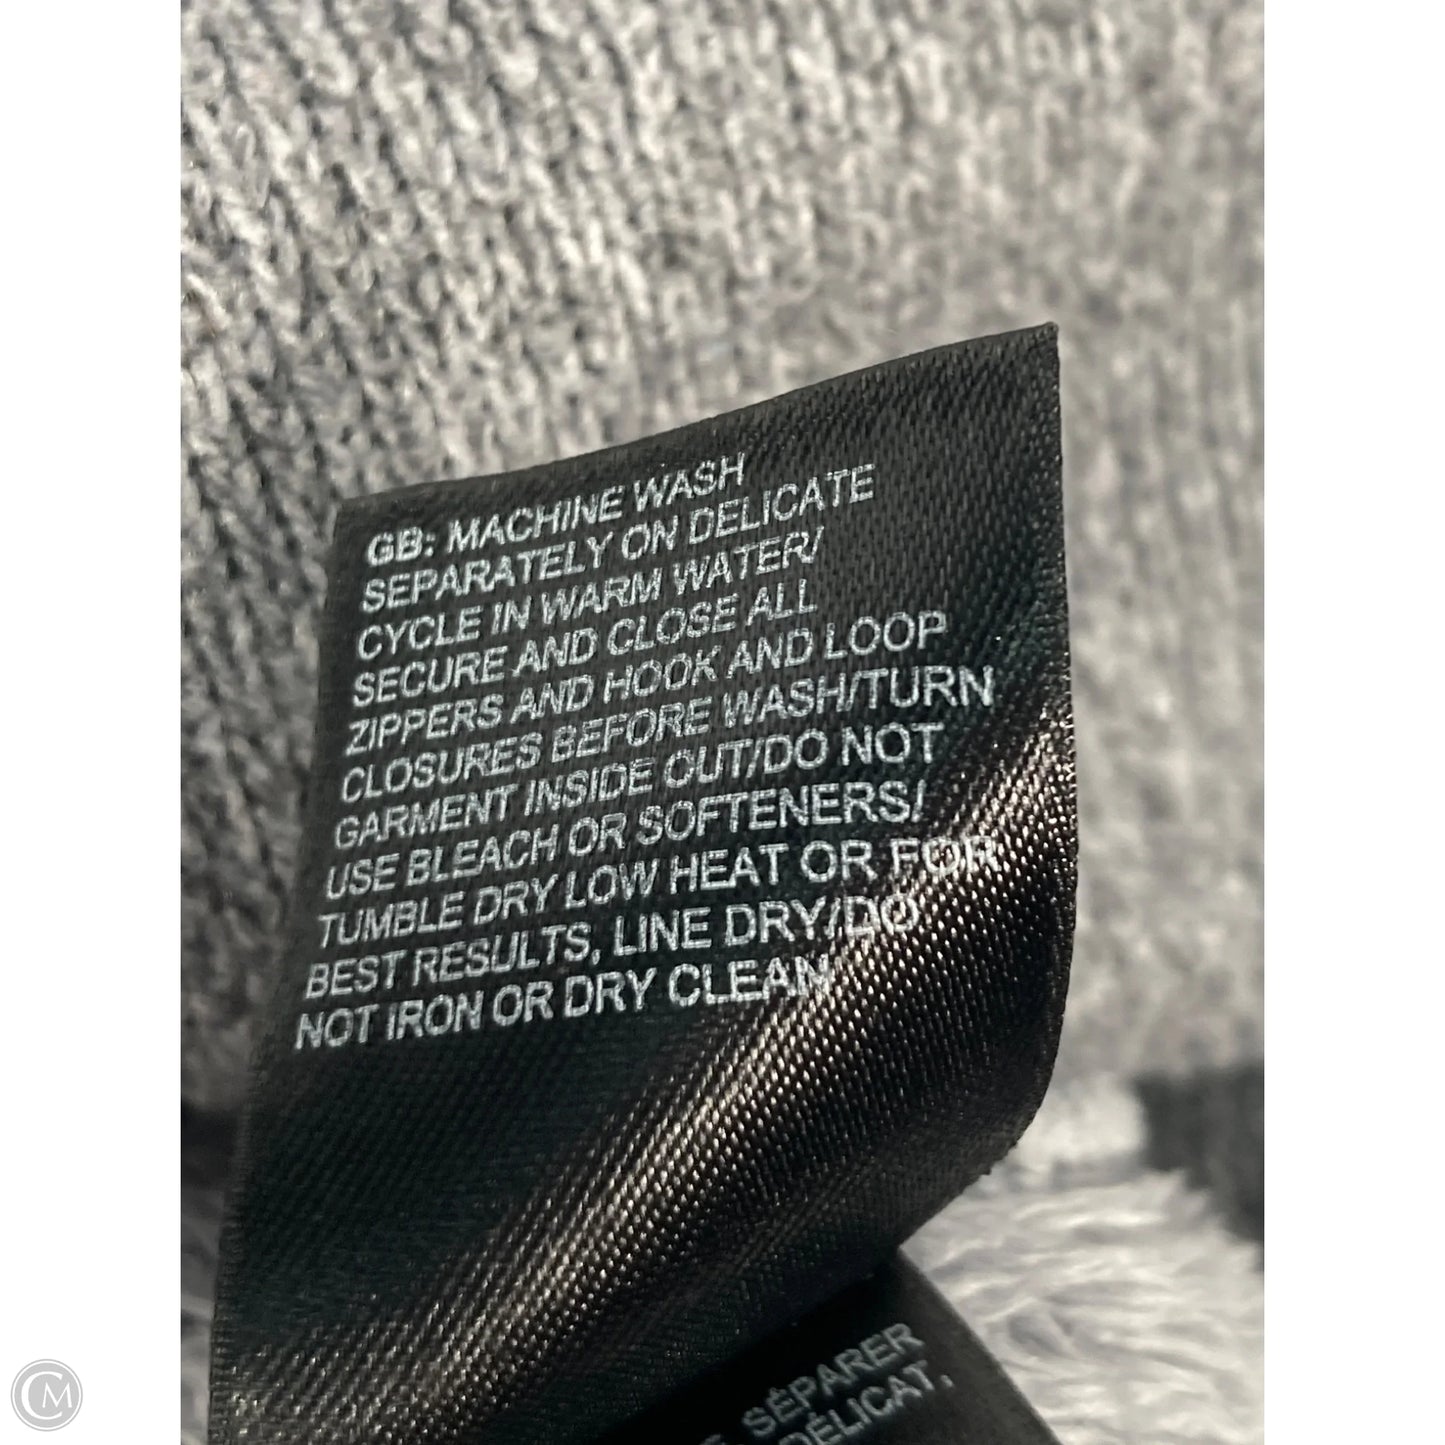 GB: MACHINE WASH
SEPARATELY ON DELICATE
CYCLE IN WARM WATER/
SECURE AND CLOSE ALL
ZIPPERS AND HOOK AND LOOP
CLOSURES BEFORE WASH/TURN
GARMENT INSIDE OUT/DO NOT
USE BLEACH OR SOFTENERS/
TUMBLE DRY LOW HEAT OR FOR
BEST RESULTS, LINE DRY/DO
NOT IRON OR DRY CLEAN
SÉPARER
DÉLICAT.
CM